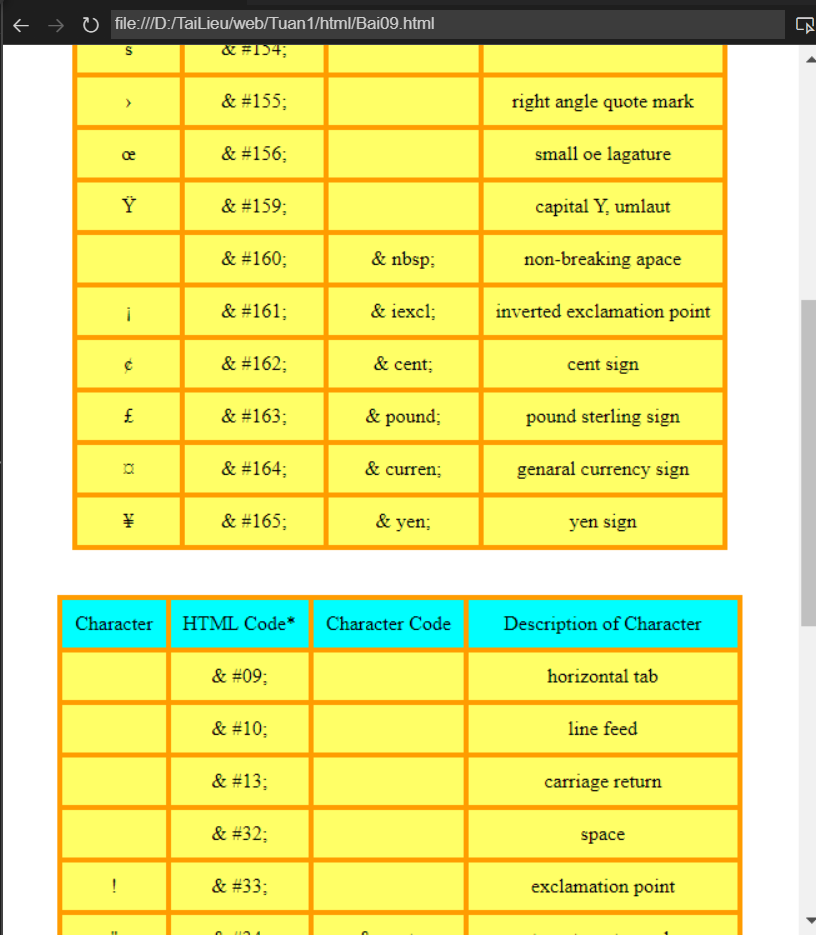 file:///D:/TaiLieu/web/Tuan1/html/Bai09.html
š & #154;
› & #155; right angle quote mark
œ & #156; small oe lagature
Ÿ & #159; capital Y, umlaut
& #160; & nbsp; non-breaking apace
¡ & #161; & iexcl; inverted exclamation point
¢ & #162; & cent; cent sign
£ & #163; & pound; pound sterling sign
¤ & #164; & curren; genaral currency sign
¥ & #165; & yen; yen sign
Character HTML Code* Character Code Description of Character
& #09; horizontal tab
& #10; line feed
& #13; carriage return
& #32; space
! & #33; exclamation point
" & #34;